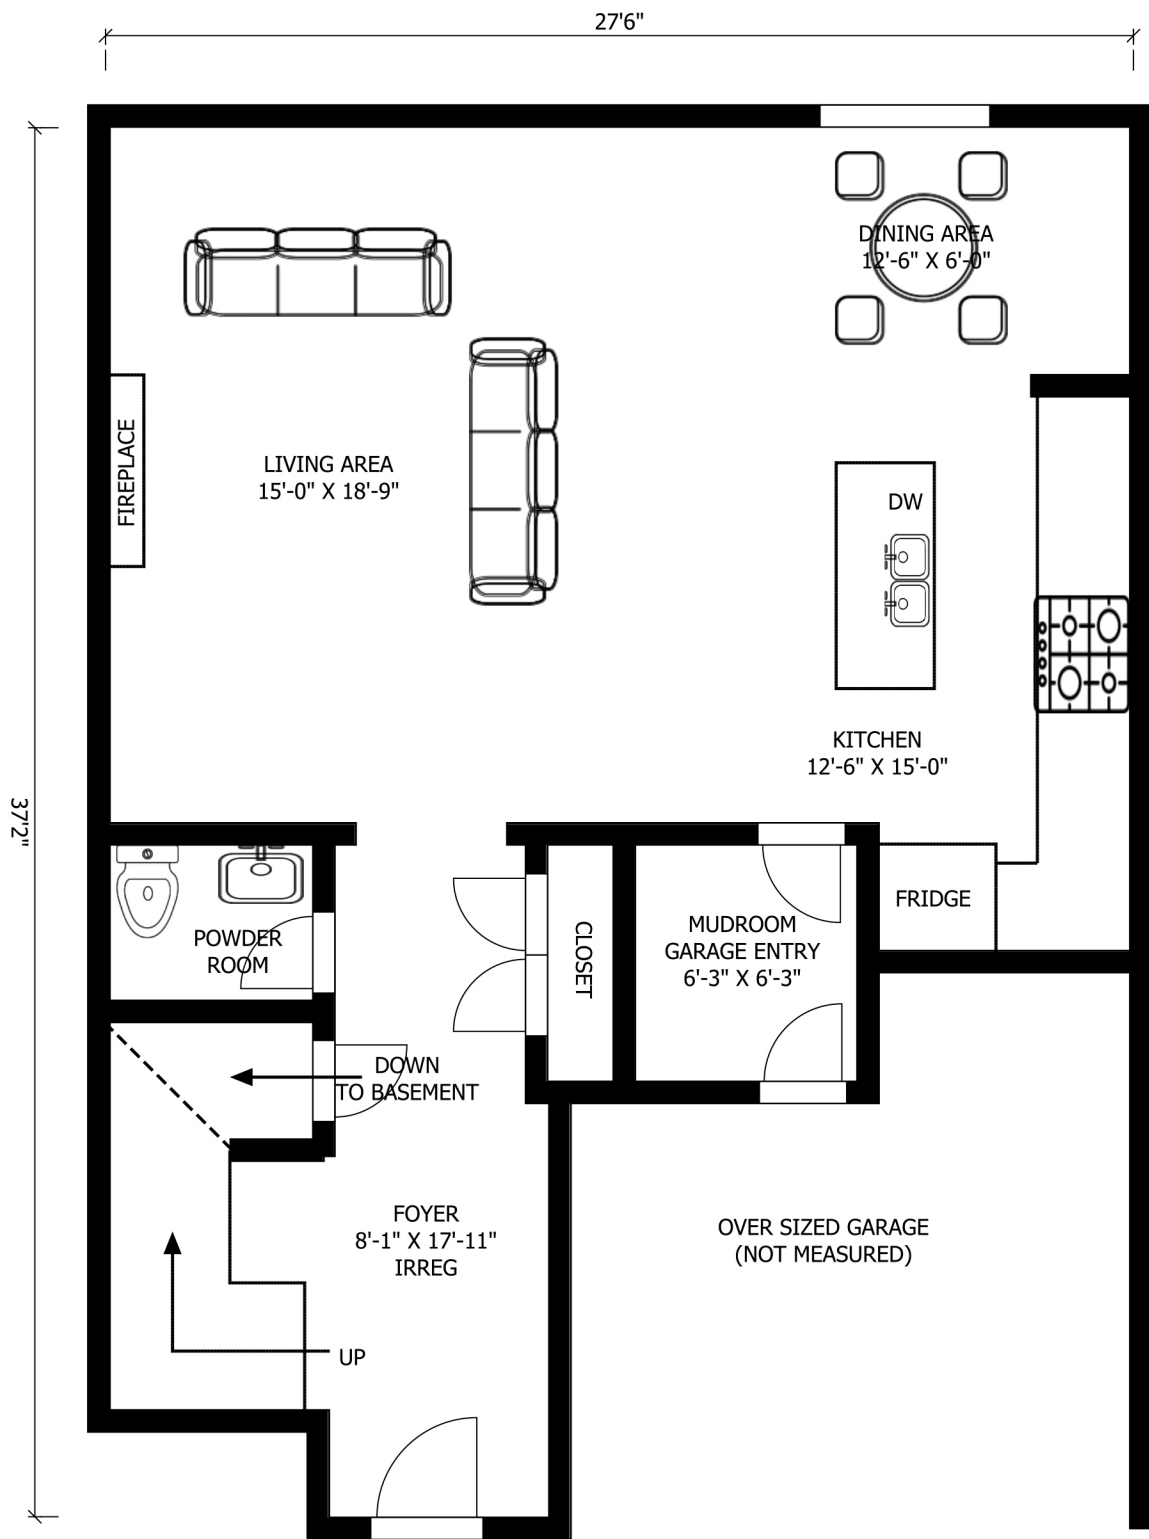 27'6"
DINING AREA
12'-6" X 6'-0"
FIREPLACE
LIVING AREA
15'-0" X 18'-9"
DW
KITCHEN
12'-6" X 15'-0"
37'2"
FRIDGE
POWDER
ROOM
CLOSET
MUDROOM
GARAGE ENTRY
6'-3" X 6'-3"
DOWN
TO BASEMENT
FOYER
8'-1" X 17'-11"
IRREG
OVER SIZED GARAGE
(NOT MEASURED)
UP